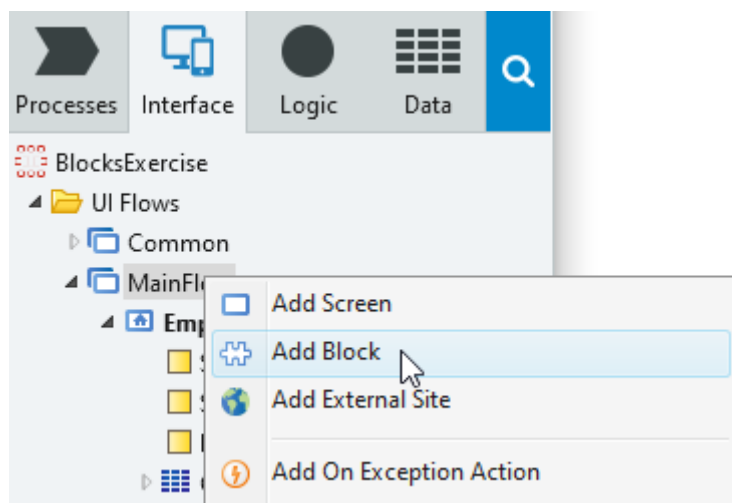 Processes Interface Logic Data
BlocksExercise
UI Flows
Common
MainFl
Add Screen
Add Block
Add External Site
Add On Exception Action